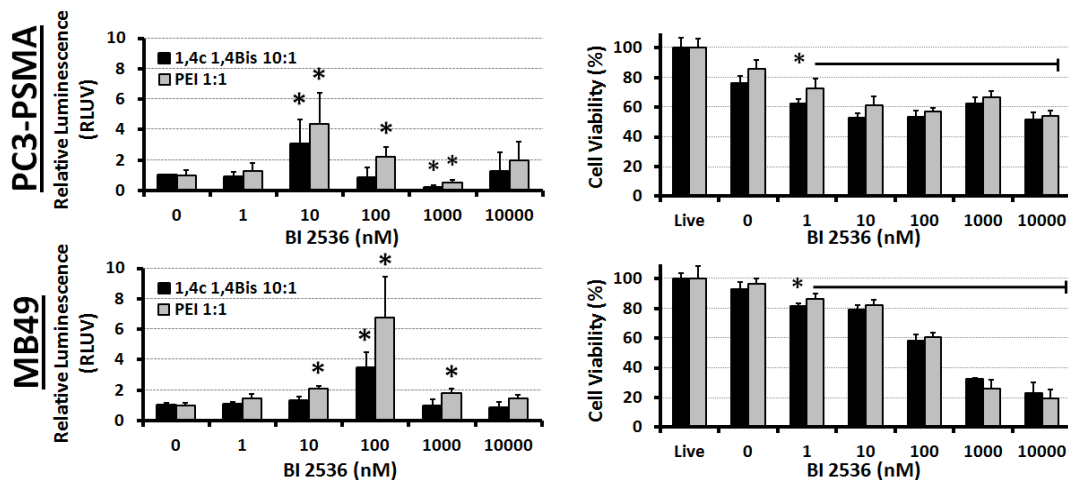 PC3-PSMA
Relative Luminescence
(RLUV)
10
8
6
4
2
0
1,4c 1,4Bis 10:1
PEI 1:1
*
*
*
*
*
0 1 10 100 1000 10000
BI 2536 (nM)
Cell Viability (%)
100
80
60
40
20
0
*
Live 0 1 10 100 1000 10000
BI 2536 (nM)
MB49
Relative Luminescence
(RLUV)
10
8
6
4
2
0
1,4c 1,4Bis 10:1
PEI 1:1
*
*
*
*
0 1 10 100 1000 10000
BI 2536 (nM)
Cell Viability (%)
100
80
60
40
20
0
*
Live 0 1 10 100 1000 10000
BI 2536 (nM)